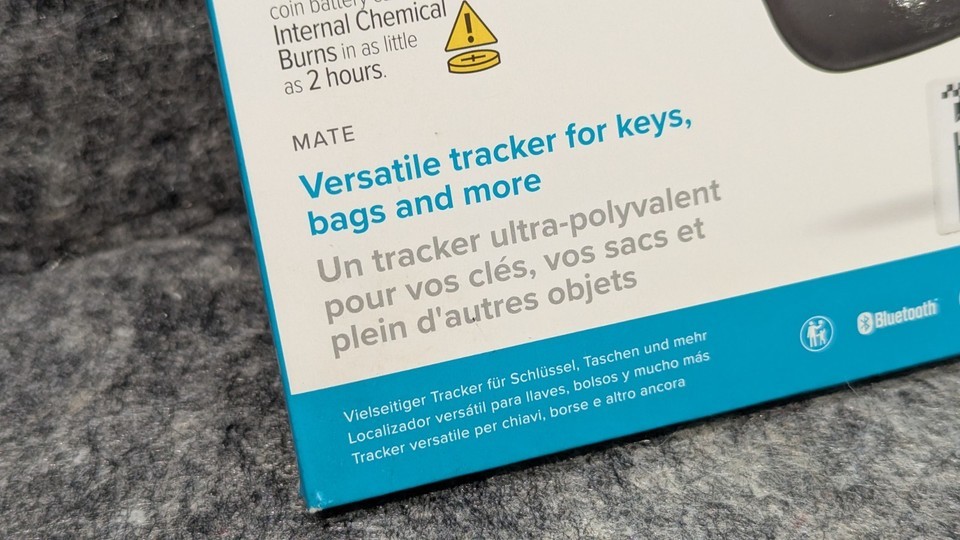 coin battery
Internal Chemical
Burns in as little
as 2 hours.
MATE
Versatile tracker for keys,
bags and more
Un tracker ultra-polyvalent
pour vos clés, vos sacs et
plein d'autres objets
Vielseitiger Tracker für Schlüssel, Taschen und mehr
Localizador versátil para llaves, bolsos y mucho más
Tracker versatile per chiavi, borse e altro ancora
Bluetooth